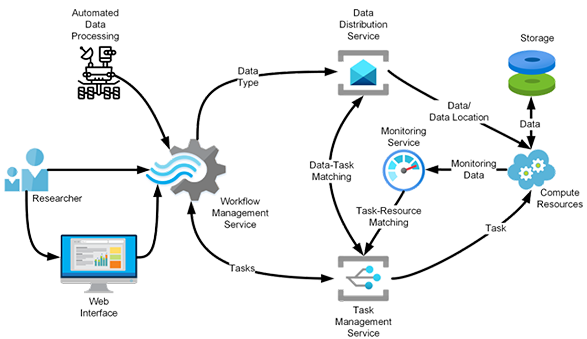 Automated
Data
Processing
Data
Distribution
Service
Storage
Data
Type
Data/
Data Location
Data
Monitoring
Service
Monitoring
Data
Data-Task
Matching
Compute
Resources
Researcher
Workflow
Management
Service
Task-Resource
Matching
Task
Tasks
Web
Interface
Task
Management
Service